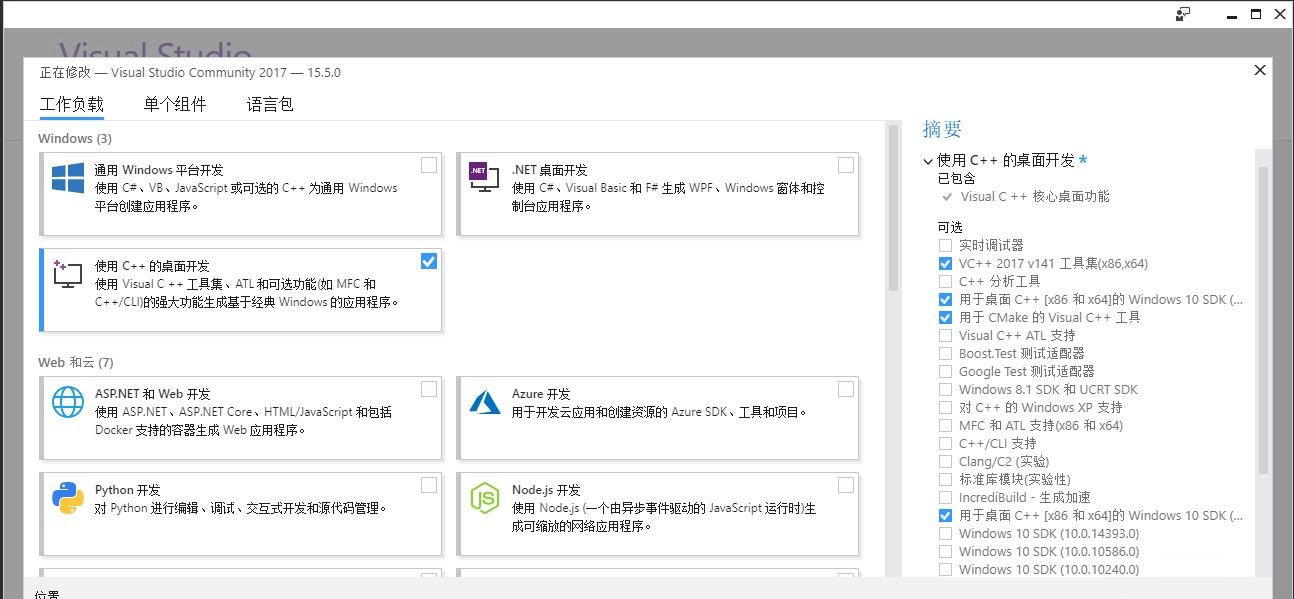 Visual Studio
正在修改 — Visual Studio Community 2017 — 15.5.0
工作负载 单个组件 语言包
Windows (3)
通用 Windows 平台开发
使用 C#、VB、JavaScript 或可选的 C++ 为通用 Windows
平台创建应用程序。
.NET
.NET 桌面开发
使用 C#、Visual Basic 和 F# 生成 WPF、Windows 窗体和控
制台应用程序。
使用 C++ 的桌面开发
使用 Visual C ++ 工具集、ATL 和可选功能(如 MFC 和
C++/CLI)的强大功能生成基于经典 Windows 的应用程序。
Web 和云 (7)
ASP.NET 和 Web 开发
使用 ASP.NET、ASP.NET Core、HTML/JavaScript 和包括
Docker 支持的容器生成 Web 应用程序。
Azure 开发
用于开发云应用和创建资源的 Azure SDK、工具和项目。
Python 开发
对 Python 进行编辑、调试、交互式开发和源代码管理。
JS
Node.js 开发
使用 Node.js (一个由异步事件驱动的 JavaScript 运行时)生
成可缩放的网络应用程序。
位置
摘要
使用 C++ 的桌面开发 *
已包含
Visual C ++ 核心桌面功能
可选
实时调试器
VC++ 2017 v141 工具集(x86,x64)
C++ 分析工具
用于桌面 C++ [x86 和 x64]的 Windows 10 SDK (...
用于 CMake 的 Visual C++ 工具
Visual C++ ATL 支持
Boost.Test 测试适配器
Google Test 测试适配器
Windows 8.1 SDK 和 UCRT SDK
对 C++ 的 Windows XP 支持
MFC 和 ATL 支持(x86 和 x64)
C++/CLI 支持
Clang/C2 (实验)
标准库模块(实验性)
IncrediBuild - 生成加速
用于桌面 C++ [x86 和 x64]的 Windows 10 SDK (...
Windows 10 SDK (10.0.14393.0)
Windows 10 SDK (10.0.10586.0)
Windows 10 SDK (10.0.10240.0)